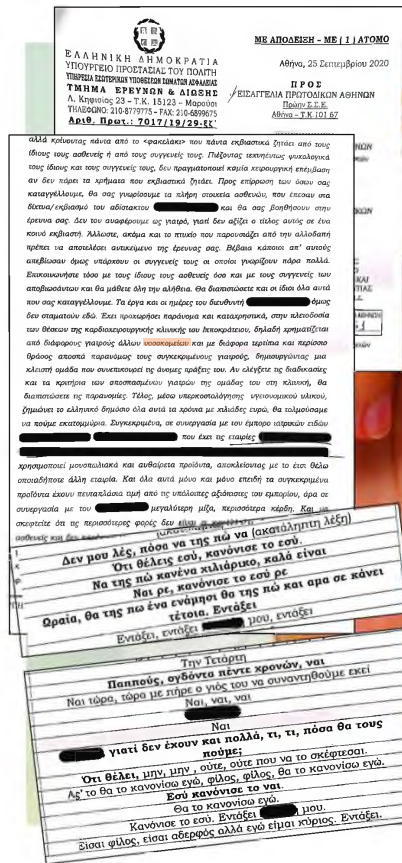 ΕΛΛΗΝΙΚΗ ΔΗΜΟΚΡΑΤΙΑ
ΥΠΟΥΡΓΕΙΟ ΠΡΟΣΤΑΣΙΑΣ ΤΟΥ ΠΟΛΙΤΗ
ΥΠΗΡΕΣΙΑ ΕΣΩΤΕΡΙΚΩΝ ΥΠΟΘΕΣΕΩΝ ΣΩΜΑΤΩΝ ΑΣΦΑΛΕΙΑΣ
ΤΜΗΜΑ ΕΡΕΥΝΩΝ & ΔΙΩΞΗΣ
Λ. Κηφισίας 23 – Τ.Κ. 15123 – Μαρούσι
ΤΗΛΕΦΩΝΟ: 210-8779775 – FAX: 210-6899675
Αριθ. Πρωτ.: 7017/19/29-ξΚ΄
ΜΕ ΑΠΟΔΕΙΞΗ – ΜΕ ( 1 ) ΑΤΟΜΟ
Αθήνα, 25 Σεπτεμβρίου 2020
Π Ρ Ο Σ
ΕΙΣΑΓΓΕΛΙΑ ΠΡΩΤΟΔΙΚΩΝ ΑΘΗΝΩΝ
Πρώην Σ.Σ.Ε.
Αθήνα – Τ.Κ.101 67
αλλά κρίνοντας πάντα από το «φακελάκι» που πάντα εκβιαστικά ζητάει από τους
ίδιους τους ασθενείς ή από τους συγγενείς τους. Πιέζοντας τεχνηέντως ψυχολογικά
τους ίδιους και τους συγγενείς τους, δεν πραγματοποιεί καμία χειρουργική επέμβαση
αν δεν πάρει τα χρήματα που εκβιαστικά ζητάει. Προς επίρρωση των όσων σας
καταγγέλλουμε, θα σας γνωρίσουμε τα πλήρη στοιχεία ασθενών, που έπεσαν στα
δίχτυα/εκβιασμό του αδίστακτου και θα σας βοηθήσουν στην
έρευνα σας. Δεν τον αναφέρουμε ως γιατρό, γιατί δεν αξίζει ο τίτλος αυτός σε ένα
κοινό εκβιαστή. Άλλωστε, ακόμα και το πτυχίο που παρουσιάζει από την αλλοδαπή
πρέπει να αποτελέσει αντικείμενο της έρευνας σας. Βέβαια κάποιοι απ' αυτούς
απεβίωσαν όμως υπάρχουν οι συγγενείς τους οι οποίοι γνωρίζουν πάρα πολλά.
Επικοινωνήστε τόσο με τους ίδιους τους ασθενείς όσο και με τους συγγενείς των
αποβιωσάντων και θα μάθετε όλη την αλήθεια. Θα διαπιστώσετε και οι ίδιοι όλα αυτά
που σας καταγγέλλουμε. Τα έργα και οι ημέρες του διευθυντή όμως
δεν σταματούν εδώ. Έχει προχωρήσει παράνομα και καταχρηστικά, στην πλειοδοσία
των θέσεων της καρδιοχειρουργικής κλινικής του Ιπποκράτειου, δηλαδή χρηματίζεται
από διάφορους γιατρούς άλλων νοσοκομείων και με διάφορα τερτίπια και περίσσιο
θράσος αποσπά παρανόμως τους συγκεκριμένους γιατρούς, δημιουργώντας μια
κλειστή ομάδα που συνεπικουρεί τις άνομες πράξεις του. Αν ελέγξετε τις διαδικασίες
και τα κριτήρια των αποσπασμένων γιατρών της ομάδας του στη κλινική, θα
διαπιστώσετε τις παρανομίες. Τέλος, μέσω υπερκοστολόγησης υγειονομικού υλικού,
ζημιώνει το ελληνικό δημόσιο όλα αυτά τα χρόνια με χιλιάδες ευρώ, θα τολμούσαμε
να πούμε εκατομμύρια. Συγκεκριμένα, σε συνεργασία με τον έμπορο ιατρικών ειδών
που έχει τις εταιρίες
χρησιμοποιεί μονοπωλιακά και αυθαίρετα προϊόντα, αποκλείοντας με το έτσι θέλω
οποιαδήποτε άλλη εταιρία. Και όλα αυτά μόνο και μόνο επειδή τα συγκεκριμένα
προϊόντα έχουν πενταπλάσια τιμή από τις υπόλοιπες αξιόπιστες του εμπορίου, άρα σε
συνεργασία με τον μεγαλύτερη μίζα, περισσότερα κέρδη. Και να
σκεφτείτε ότι τις περισσότερες φορές δεν είναι
ασθενείς και δεν
Δεν μου λές, πόσα να της πώ να (ακατάληπτη λέξη)
Ότι θέλεις εσύ, κανόνισε το εσύ.
Να της πώ κανένα χιλιάρικο, καλά είναι
Ναι ρε, κανόνισε το εσύ ρε
Ωραία, θα της πω ένα ενάμησι θα της πώ και αμα σε κάνει
τέτοια. Εντάξει
Εντάξει, εντάξει μου, εντάξει
Την Τετάρτη
Παππούς, ογδόντα πέντε χρονών, ναι
Ναι τώρα, τώρα με πήρε ο γιός του να συναντηθούμε εκεί
Ναι, ναι, ναι
Ναι
γιατί δεν έχουν και πολλά, τι, τι, πόσα θα τους
πούμε;
Ότι θέλει, μην, μην , ούτε, ούτε που να το σκέφτεσαι.
Ας' το θα το κανονίσω εγώ, φίλος, φίλος, θα το κανονίσω εγώ.
Εσύ κανόνισε το ναι.
Θα το κανονίσω εγώ.
Κανόνισε το εσύ. Εντάξει μου.
Είσαι φίλος, είσαι αδερφός αλλά εγώ είμαι κύριος. Εντάξει.